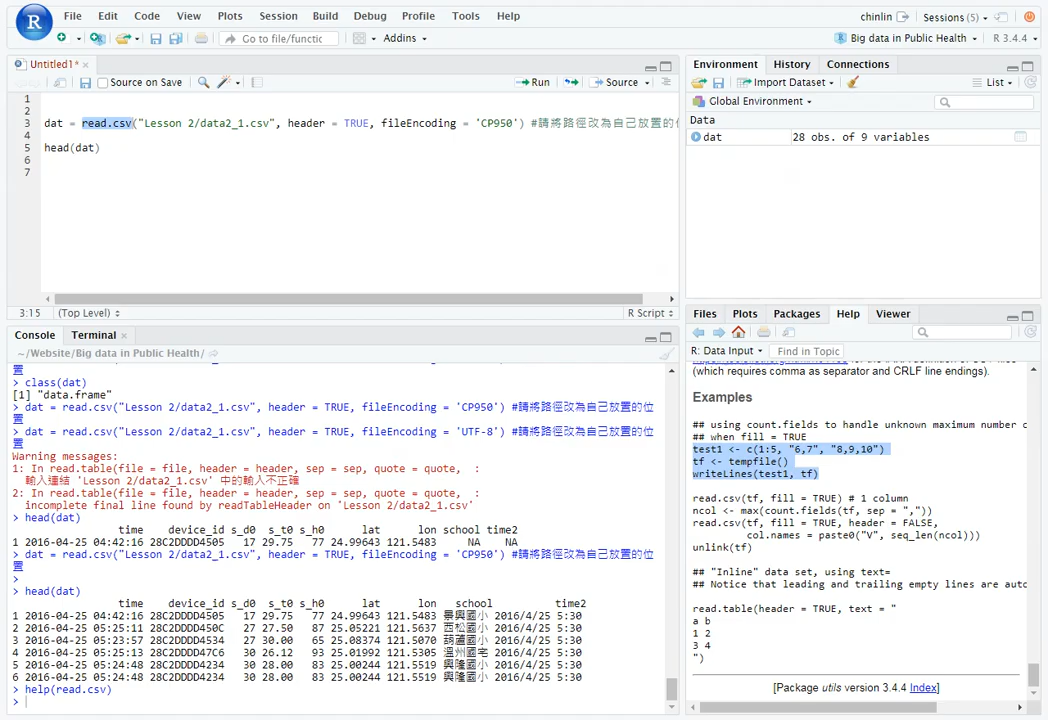 File Edit Code View Plots Session Build Debug Profile Tools Help
chinlin Sessions (5)
Go to file/functic Addins
Big data in Public Health R 3.4.4
Untitled1*
Source on Save
Run Source
1
2
3 dat = read.csv("Lesson 2/data2_1.csv", header = TRUE, fileEncoding = 'CP950') #請將路徑改為自己放置的位
4
5 head(dat)
6
7
3:15 (Top Level) R Script
Console Terminal
~/Website/Big data in Public Health/
置
> class(dat)
[1] "data.frame"
> dat = read.csv("Lesson 2/data2_1.csv", header = TRUE, fileEncoding = 'CP950') #請將路徑改為自己放置的位
置
> dat = read.csv("Lesson 2/data2_1.csv", header = TRUE, fileEncoding = 'UTF-8') #請將路徑改為自己放置的位
置
Warning messages:
1: In read.table(file = file, header = header, sep = sep, quote = quote, :
輸入連結 'Lesson 2/data2_1.csv' 中的輸入不正確
2: In read.table(file = file, header = header, sep = sep, quote = quote, :
incomplete final line found by readTableHeader on 'Lesson 2/data2_1.csv'
> head(dat)
time device_id s_d0 s_t0 s_h0 lat lon school time2
1 2016-04-25 04:42:16 28C2DDDD4505 17 29.75 77 24.99643 121.5483 NA NA
> dat = read.csv("Lesson 2/data2_1.csv", header = TRUE, fileEncoding = 'CP950') #請將路徑改為自己放置的位
置
>
> head(dat)
time device_id s_d0 s_t0 s_h0 lat lon school time2
1 2016-04-25 04:42:16 28C2DDDD4505 17 29.75 77 24.99643 121.5483 景興國小 2016/4/25 5:30
2 2016-04-25 05:25:11 28C2DDDD450C 27 27.50 87 25.05221 121.5637 西松國小 2016/4/25 5:30
3 2016-04-25 05:23:57 28C2DDDD4534 27 30.00 65 25.08374 121.5070 葫蘆國小 2016/4/25 5:30
4 2016-04-25 05:25:13 28C2DDDD47C6 30 26.12 93 25.01992 121.5305 溫州國宅 2016/4/25 5:30
5 2016-04-25 05:24:48 28C2DDDD4234 30 28.00 83 25.00244 121.5519 興隆國小 2016/4/25 5:30
6 2016-04-25 05:24:48 28C2DDDD4234 30 28.00 83 25.00244 121.5519 興隆國小 2016/4/25 5:30
> help(read.csv)
>
Environment History Connections
Import Dataset List
Global Environment
Data
dat 28 obs. of 9 variables
Files Plots Packages Help Viewer
R: Data Input Find in Topic
(which requires comma as separator and CRLF line endings).
Examples
## using count.fields to handle unknown maximum number c
## when fill = TRUE
test1 <- c(1:5, "6,7", "8,9,10")
tf <- tempfile()
writeLines(test1, tf)
read.csv(tf, fill = TRUE) # 1 column
ncol <- max(count.fields(tf, sep = ","))
read.csv(tf, fill = TRUE, header = FALSE,
col.names = paste0("V", seq_len(ncol)))
unlink(tf)
## "Inline" data set, using text=
## Notice that leading and trailing empty lines are auto
read.table(header = TRUE, text = "
a b
1 2
3 4
")
[Package utils version 3.4.4 Index]